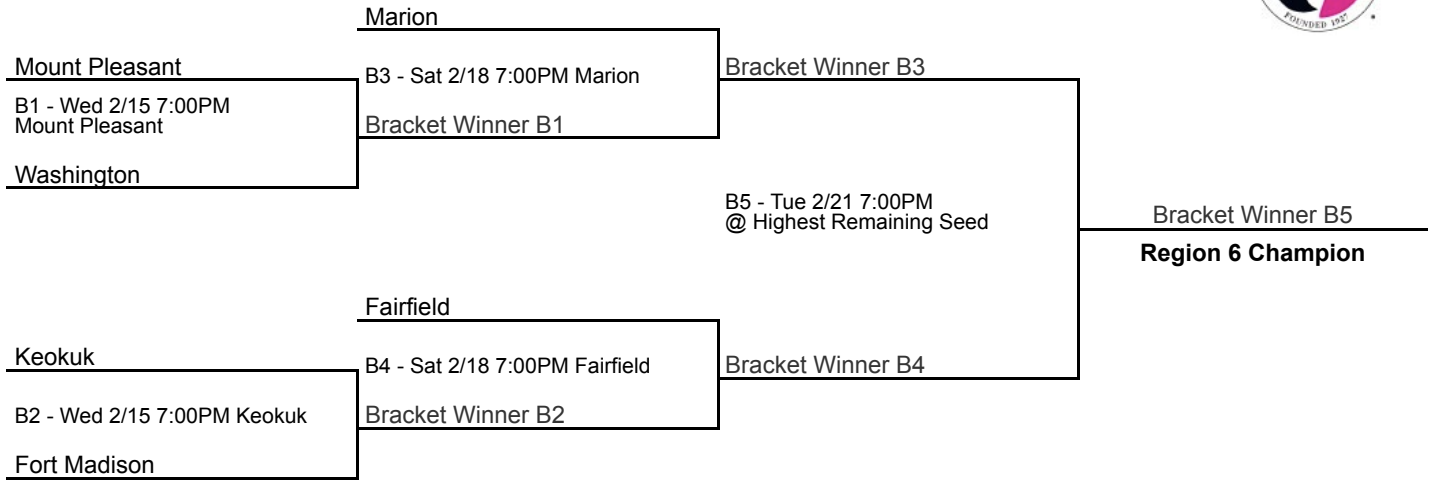 Marion
FOUNDED 1927
Mount Pleasant
B3 - Sat 2/18 7:00PM Marion
Bracket Winner B3
B1 - Wed 2/15 7:00PM
Mount Pleasant
Bracket Winner B1
Washington
B5 - Tue 2/21 7:00PM
@ Highest Remaining Seed
Bracket Winner B5
Region 6 Champion
Fairfield
Keokuk
B4 - Sat 2/18 7:00PM Fairfield
Bracket Winner B4
B2 - Wed 2/15 7:00PM Keokuk
Bracket Winner B2
Fort Madison